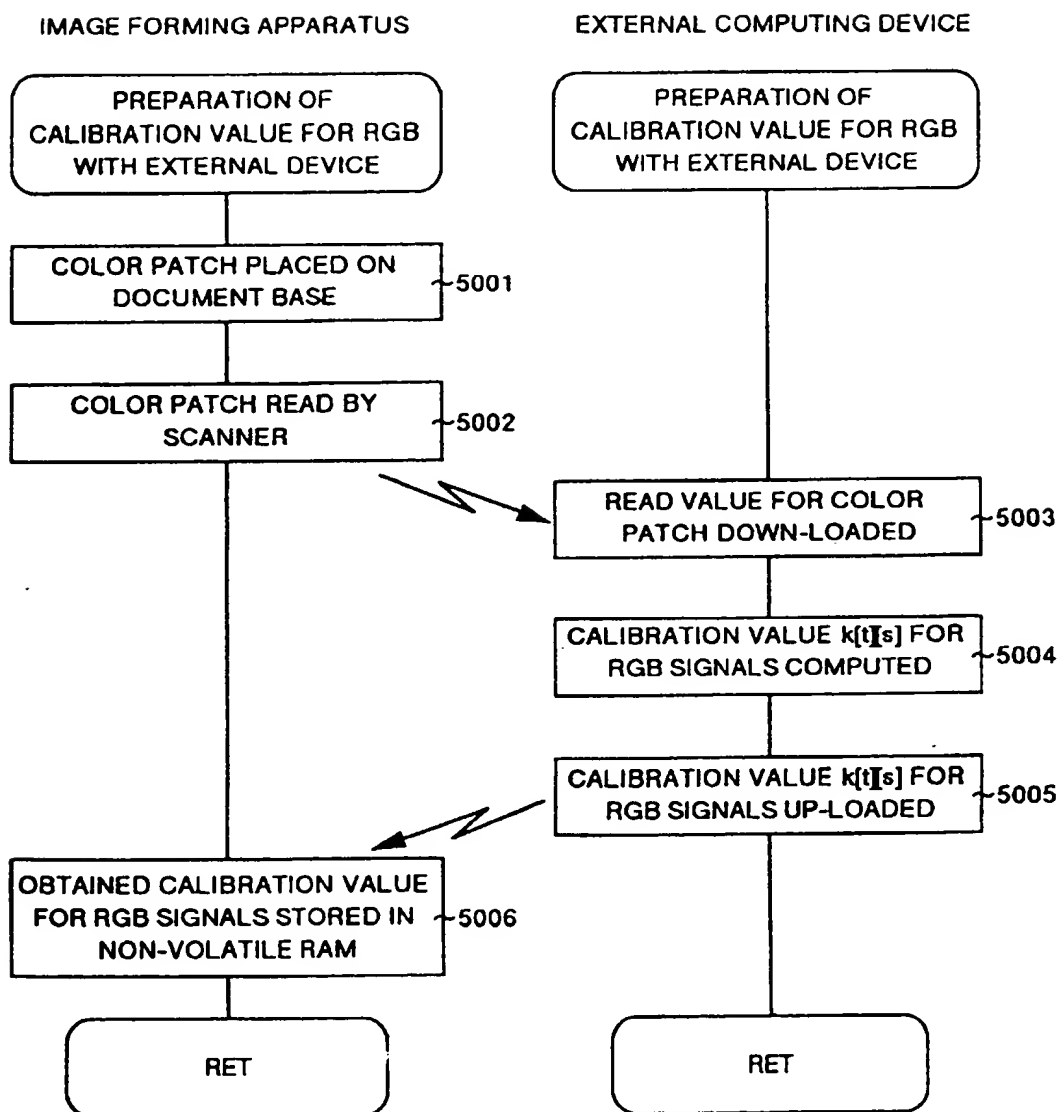 IMAGE FORMING APPARATUS
EXTERNAL COMPUTING DEVICE
PREPARATION OF
CALIBRATION VALUE FOR RGB
WITH EXTERNAL DEVICE
PREPARATION OF
CALIBRATION VALUE FOR RGB
WITH EXTERNAL DEVICE
COLOR PATCH PLACED ON
DOCUMENT BASE
5001
COLOR PATCH READ BY
SCANNER
5002
READ VALUE FOR COLOR
PATCH DOWN-LOADED
5003
CALIBRATION VALUE k[t][s] FOR
RGB SIGNALS COMPUTED
5004
CALIBRATION VALUE k[t][s] FOR
RGB SIGNALS UP-LOADED
5005
OBTAINED CALIBRATION VALUE
FOR RGB SIGNALS STORED IN
NON-VOLATILE RAM
5006
RET
RET